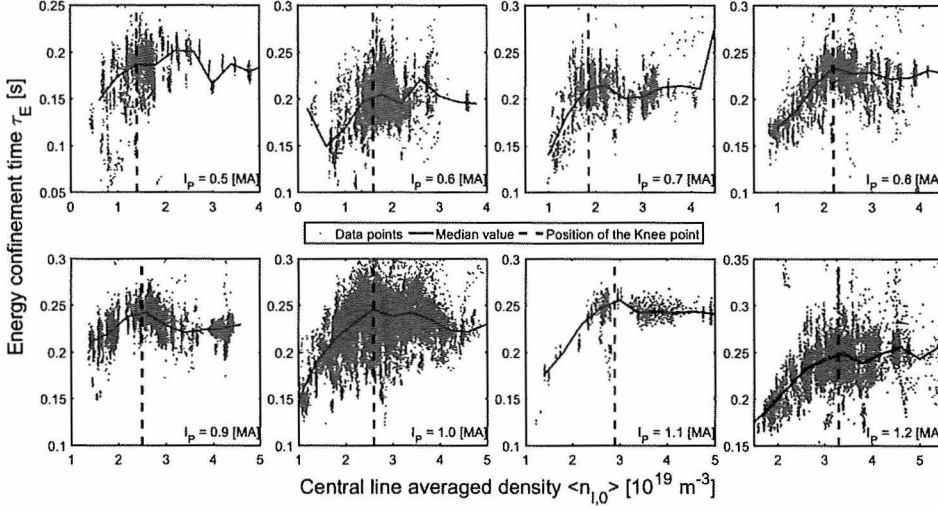 0.25
0.2
0.15
0.1
0.05
0 1 2 3 4
I_P = 0.5 [MA]
0.3
0.25
0.2
0.15
0.1
0 1 2 3 4
I_P = 0.6 [MA]
0.3
0.25
0.2
0.15
0.1
1 2 3 4
I_P = 0.7 [MA]
0.3
0.25
0.2
0.15
0.1
1 2 3 4
I_P = 0.8 [MA]
Energy confinement time τ_E [s]
Data points Median value Position of the Knee point
0.3
0.25
0.2
0.15
0.1
1 2 3 4 5
I_P = 0.9 [MA]
0.3
0.25
0.2
0.15
0.1
1 2 3 4 5
I_P = 1.0 [MA]
0.3
0.25
0.2
0.15
0.1
1 2 3 4 5
I_P = 1.1 [MA]
0.35
0.3
0.25
0.2
0.15
2 3 4 5
I_P = 1.2 [MA]
Central line averaged density <n_l,0> [10^19 m^-3]